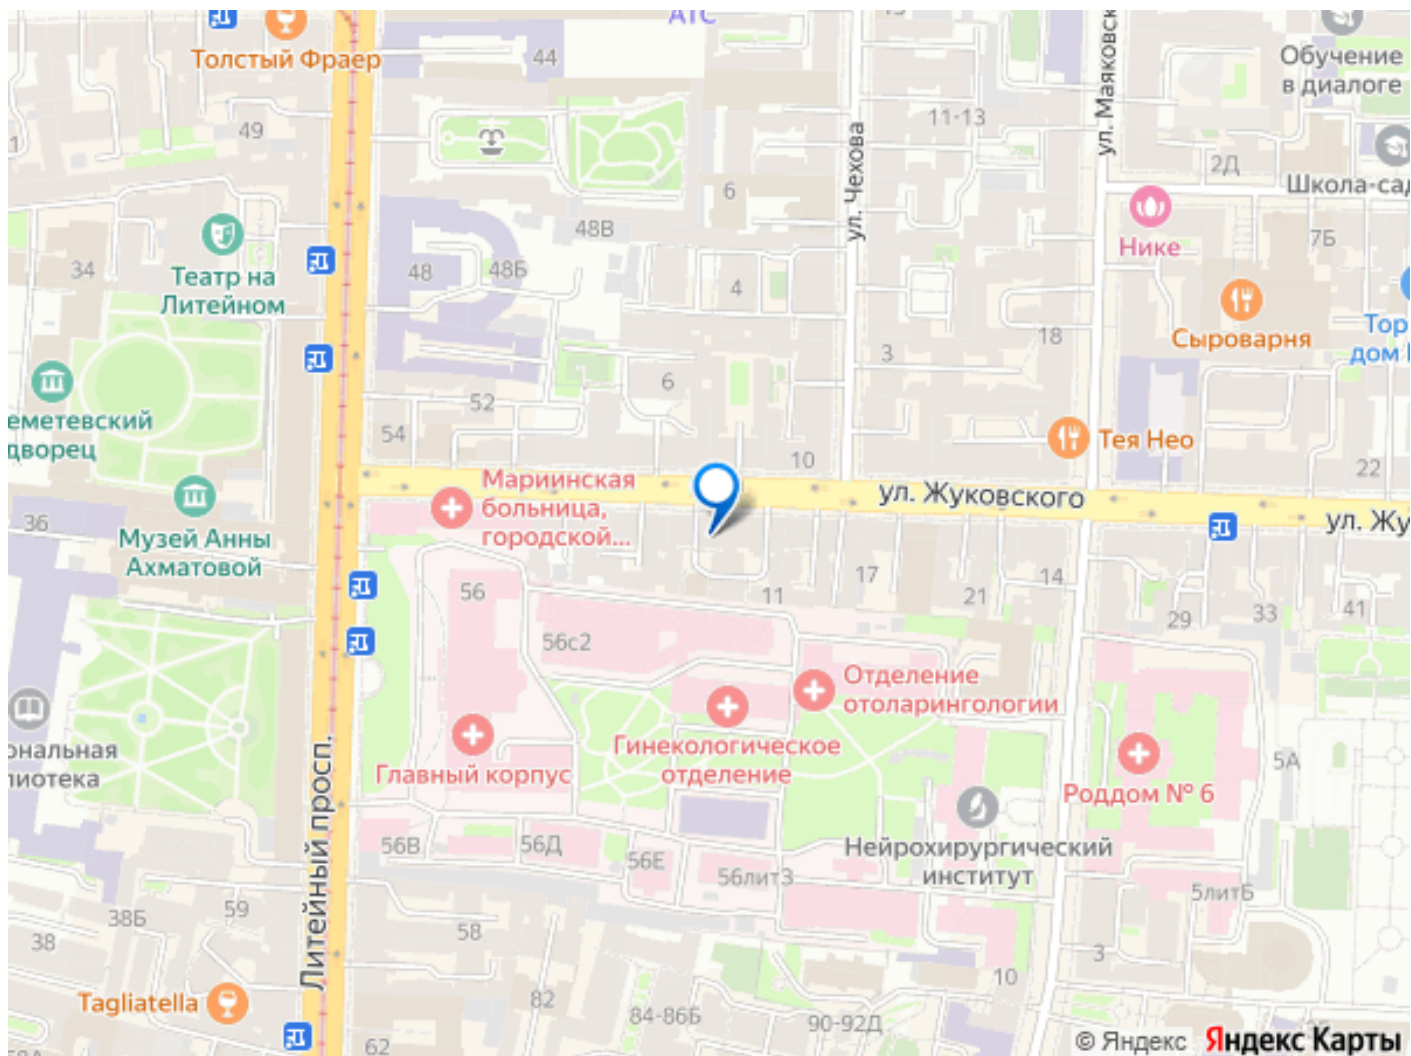 АТС
Толстый Фраер
44
Обучение
в диалоге
49
11-13
ул. Маяковск
ул. Чехова
2Д
Школа-сад
6
48В
Театр на
Литейном
34
48
48Б
4
Нике
7Б
Сыроварня
Тор
дом
18
3
6
52
54
еметевский
дворец
Тея Нео
10
22
Мариинская
больница,
городской...
ул. Жуковского
ул. Жу
36
Музей Анны
Ахматовой
56
11
17
21
14
29
33
41
56с2
Отделение
отоларингологии
Гинекологическое
отделение
Главный корпус
ональная
лиотека
Литейный просп.
5А
Роддом № 6
56В
56Д
56Е
56лит3
Нейрохирургический
институт
5литБ
38
38Б
59
58
3
10
Tagliatella
82
84-86Б
90-92Д
62
© Яндекс Яндекс Карты